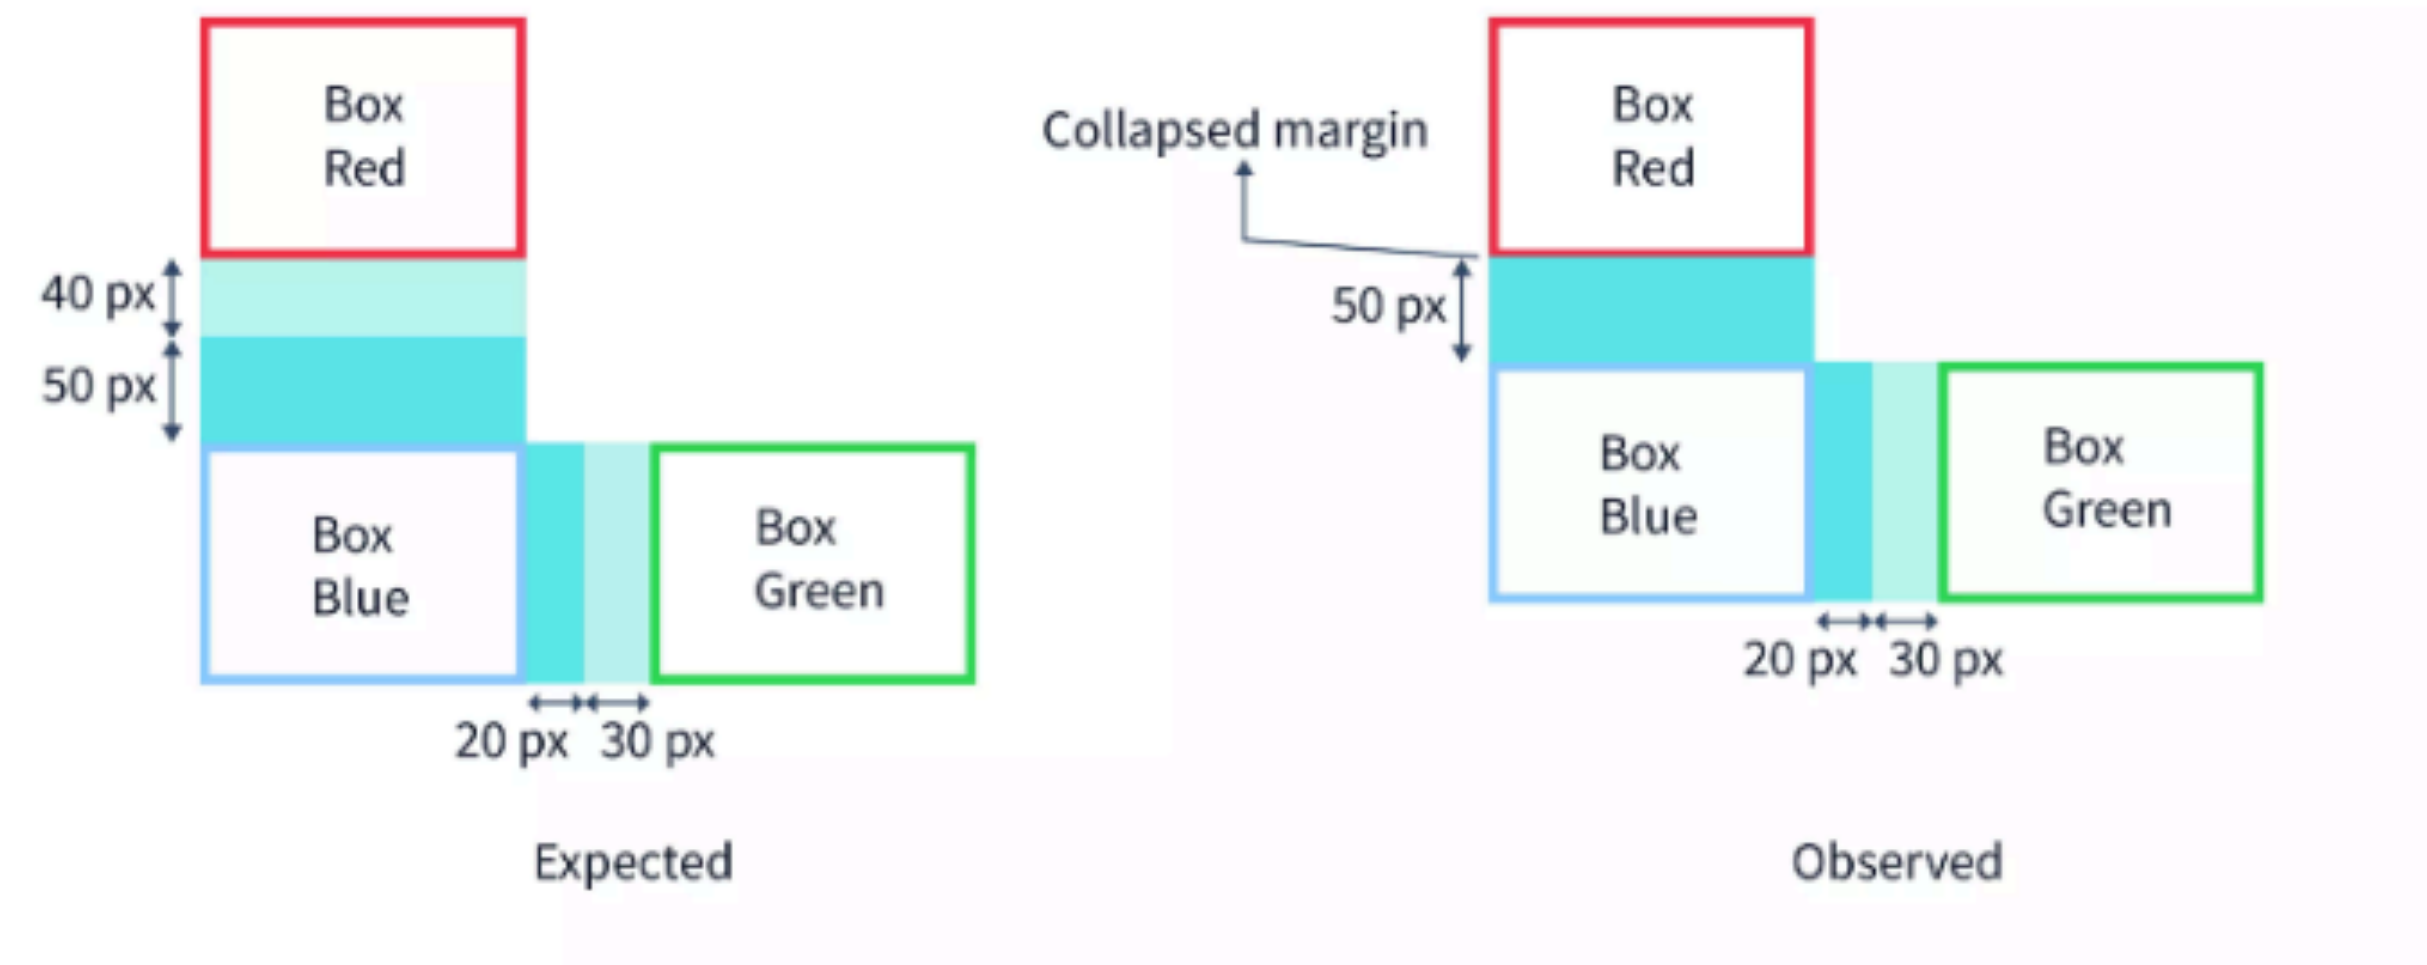 Box
Red
40 px
50 px
Box
Blue
Box
Green
20 px
30 px
Expected
Collapsed margin
Box
Red
50 px
Box
Blue
Box
Green
20 px
30 px
Observed